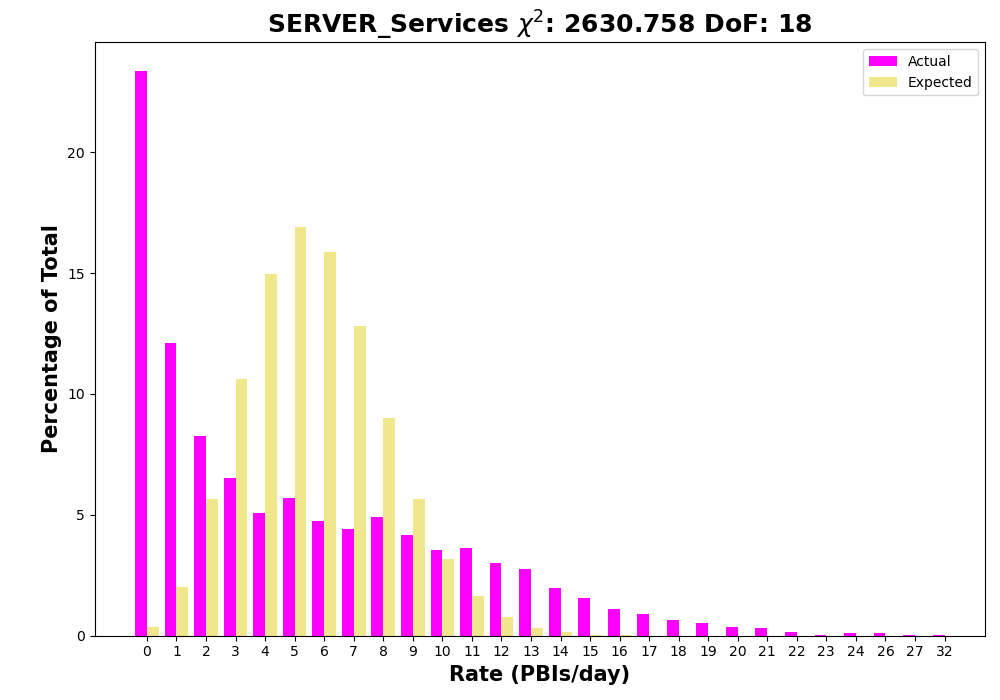 SERVER_Services χ²: 2630.758 DoF: 18
Actual
Expected
Percentage of Total
20
15
10
5
0
0 1 2 3 4 5 6 7 8 9 10 11 12 13 14 15 16 17 18 19 20 21 22 23 24 26 27 32
Rate (PBIs/day)